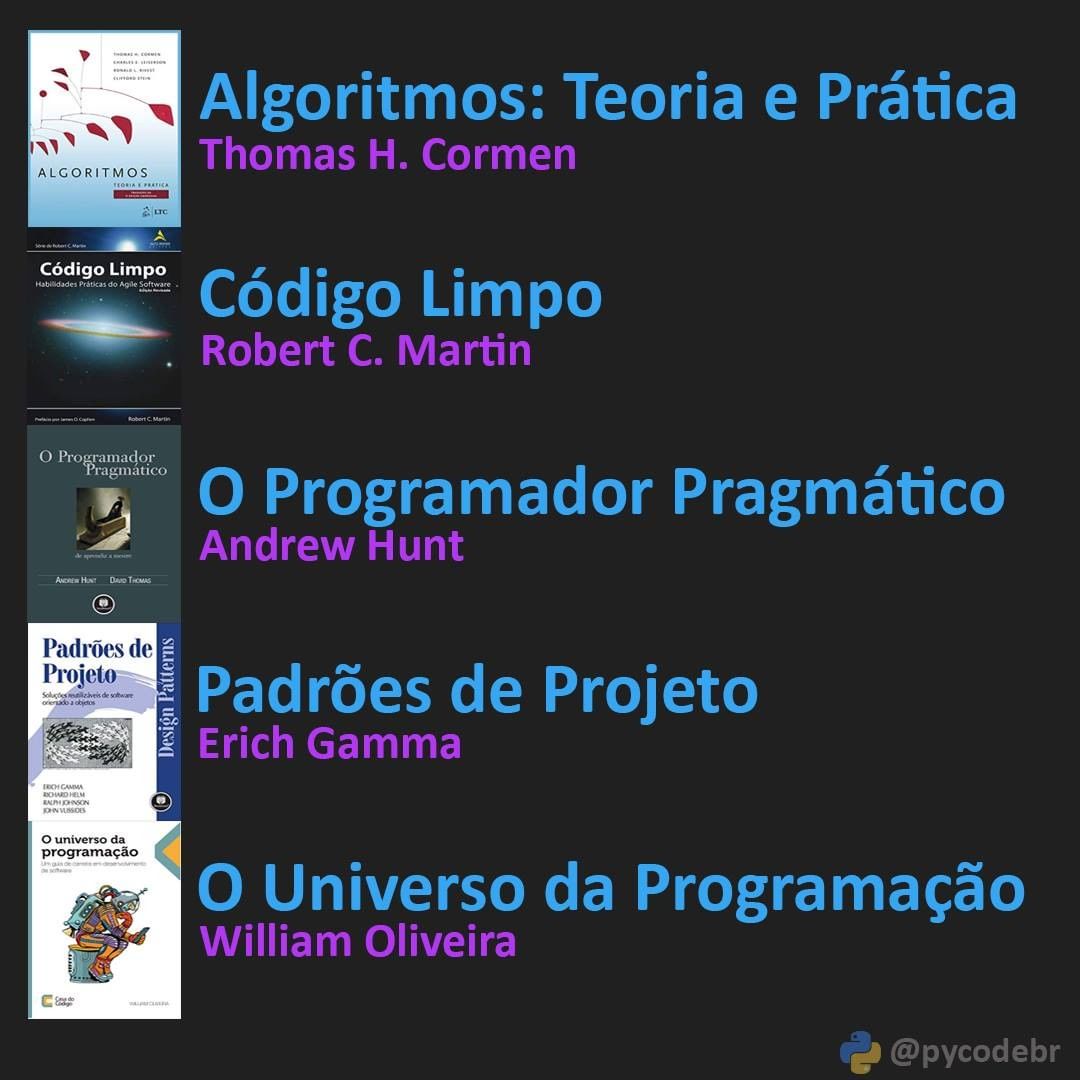 THOMAS H. CORMEN
CHARLES E. LEISERSON
RONALD L. RIVEST
CLIFFORD STEIN
ALGORITMOS
TEORIA E PRÁTICA
LTC
Algoritmos: Teoria e Prática
Thomas H. Cormen
Série de Robert C. Martin
Código Limpo
Habilidades Práticas do Agile Software
Edição Revisada
Prefácio por James O. Coplien
Robert C. Martin
Código Limpo
Robert C. Martin
O Programador
Pragmático
de aprendiz a mestre
ANDREW HUNT DAVID THOMAS
O Programador Pragmático
Andrew Hunt
Padrões de
Projeto
Soluções reutilizáveis de software
orientado a objetos
Design Patterns
ERICH GAMMA
RICHARD HELM
RALPH JOHNSON
JOHN VLISSIDES
Padrões de Projeto
Erich Gamma
O universo da
programação
Um guia de carreira em desenvolvimento
de software
Casa do
Código
WILLIAM OLIVEIRA
O Universo da Programação
William Oliveira
@pycodebr